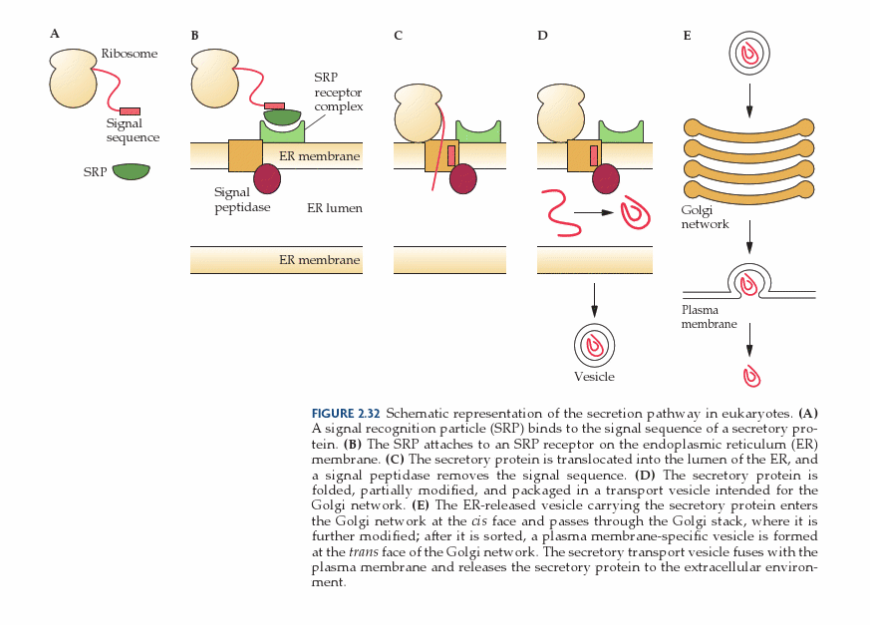 A
B
C
D
E
Ribosome
Signal
sequence
SRP
SRP
receptor
complex
ER membrane
Signal
peptidase
ER lumen
ER membrane
Vesicle
Golgi
network
Plasma
membrane
FIGURE 2.32 Schematic representation of the secretion pathway in eukaryotes. (A)
A signal recognition particle (SRP) binds to the signal sequence of a secretory pro-
tein. (B) The SRP attaches to an SRP receptor on the endoplasmic reticulum (ER)
membrane. (C) The secretory protein is translocated into the lumen of the ER, and
a signal peptidase removes the signal sequence. (D) The secretory protein is
folded, partially modified, and packaged in a transport vesicle intended for the
Golgi network. (E) The ER-released vesicle carrying the secretory protein enters
the Golgi network at the cis face and passes through the Golgi stack, where it is
further modified; after it is sorted, a plasma membrane-specific vesicle is formed
at the trans face of the Golgi network. The secretory transport vesicle fuses with the
plasma membrane and releases the secretory protein to the extracellular environ-
ment.